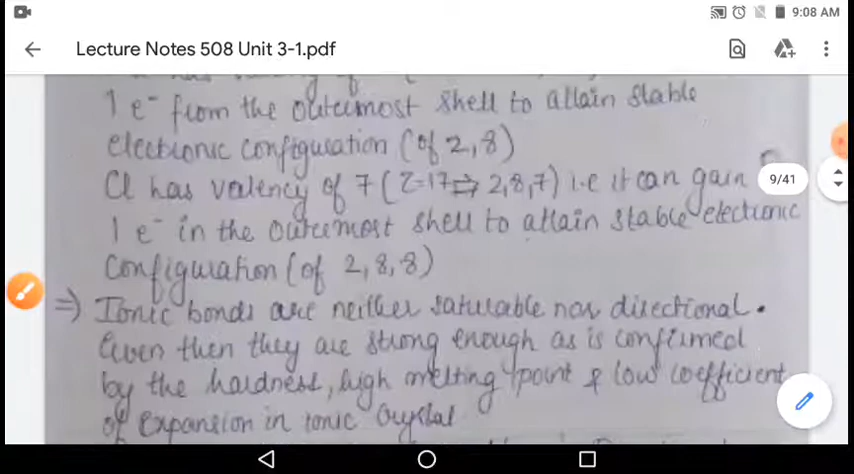 9:08 AM
Lecture Notes 508 Unit 3-1.pdf
1 e⁻ from the outermost shell to attain stable
electronic configuration (of 2,8)
Cl has valency of 7 (Z=17 ⇒ 2,8,7) i.e it can gain
9/41
1 e⁻ in the outermost shell to attain stable electronic
configuration (of 2,8,8)
⇒ Ionic bonds are neither saturable nor directional.
Even then they are strong enough as is confirmed
by the hardness, high melting point & low coefficient
of expansion in ionic crystal